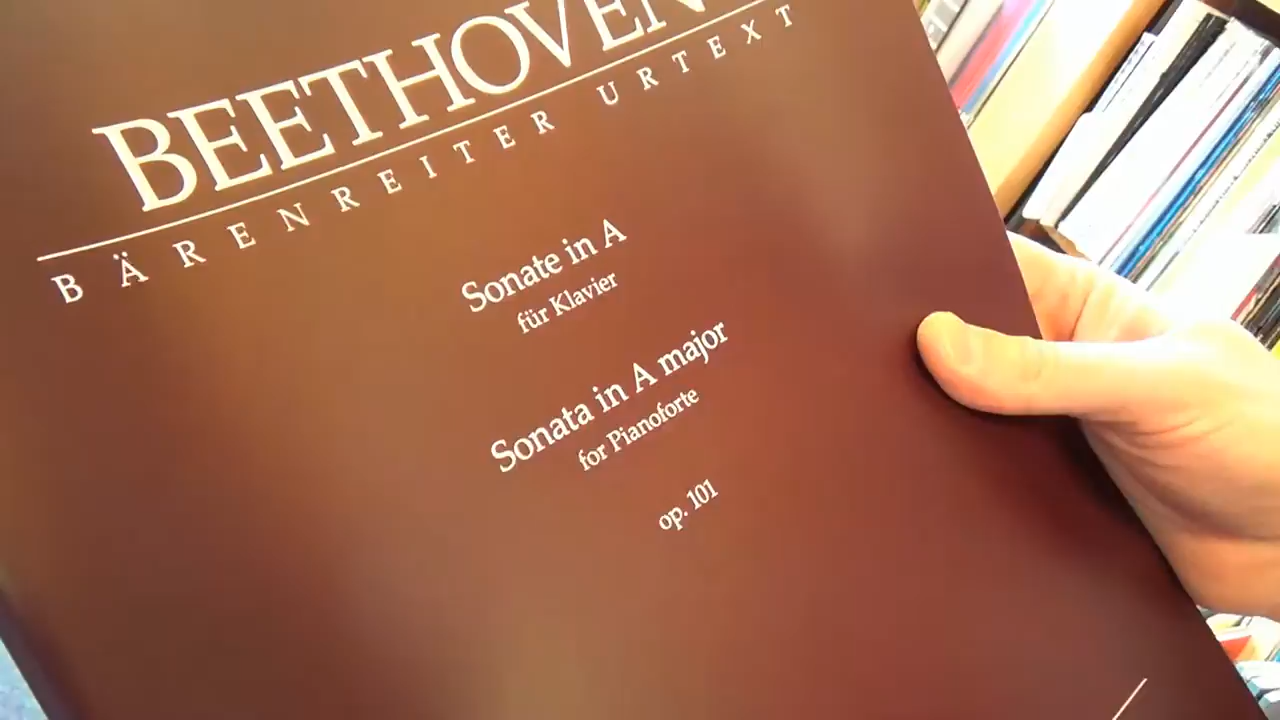 BEETHOVEN
BÄRENREITER URTEXT
Sonate in A
für Klavier
Sonata in A major
for Pianoforte
op. 101